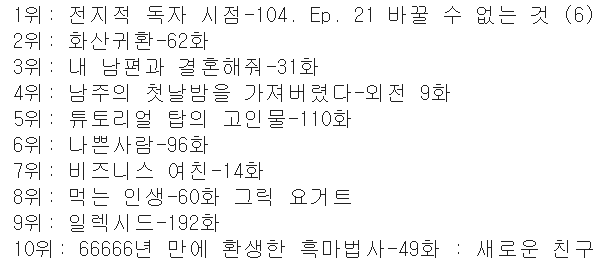 1위: 전지적 독자 시점-104. Ep. 21 바꿀 수 없는 것 (6)
2위: 화산귀환-62화
3위: 내 남편과 결혼해줘-31화
4위: 남주의 첫날밤을 가져버렸다-외전 9화
5위: 튜토리얼 탑의 고인물-110화
6위: 나쁜사람-96화
7위: 비즈니스 여친-14화
8위: 먹는 인생-60화 그릭 요거트
9위: 일렉시드-192화
10위: 66666년 만에 환생한 흑마법사-49화 : 새로운 친구